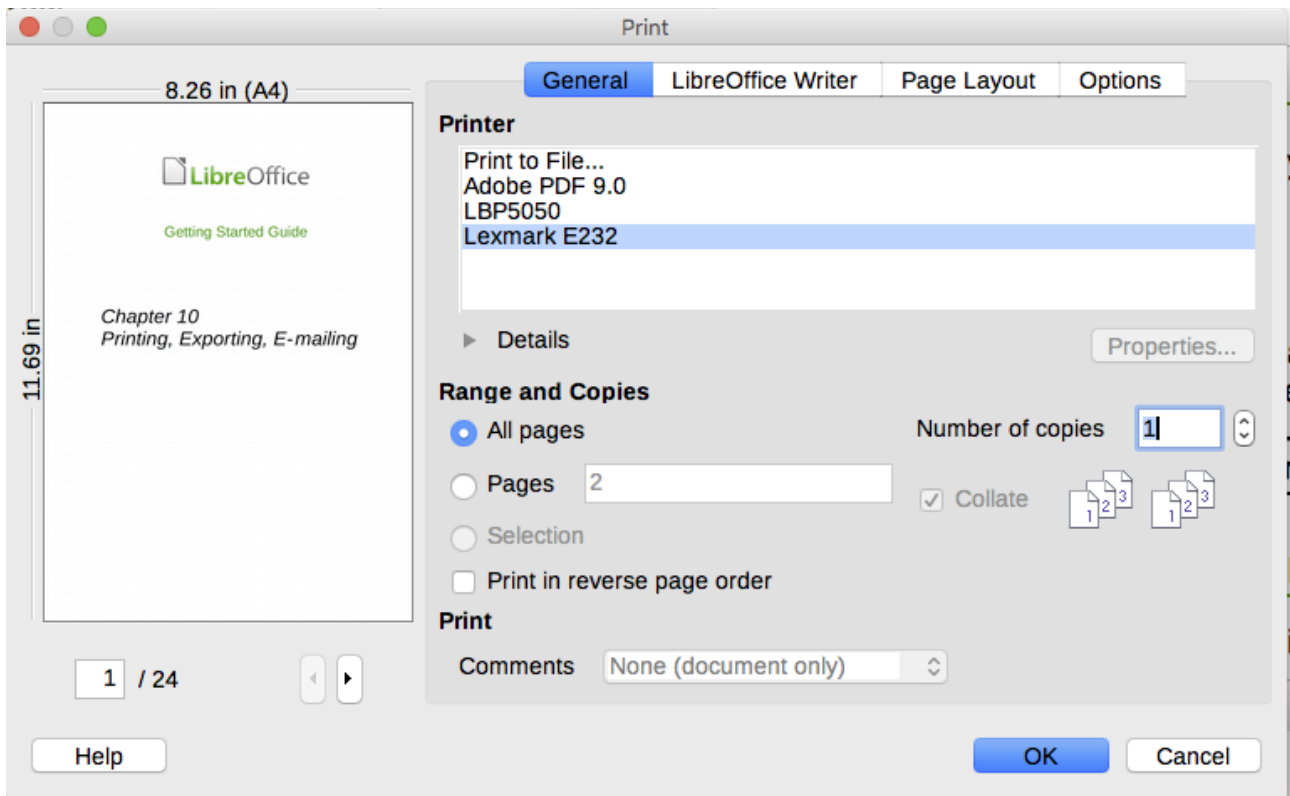 Print
General LibreOffice Writer Page Layout Options
8.26 in (A4)
11.69 in
LibreOffice
Getting Started Guide
Chapter 10
Printing, Exporting, E-mailing
1 / 24
Printer
Print to File...
Adobe PDF 9.0
LBP5050
Lexmark E232
Details
Properties...
Range and Copies
All pages
Number of copies 1
Pages 2
Collate
1 2 3 1 2 3
Selection
Print in reverse page order
Print
Comments None (document only)
Help OK Cancel